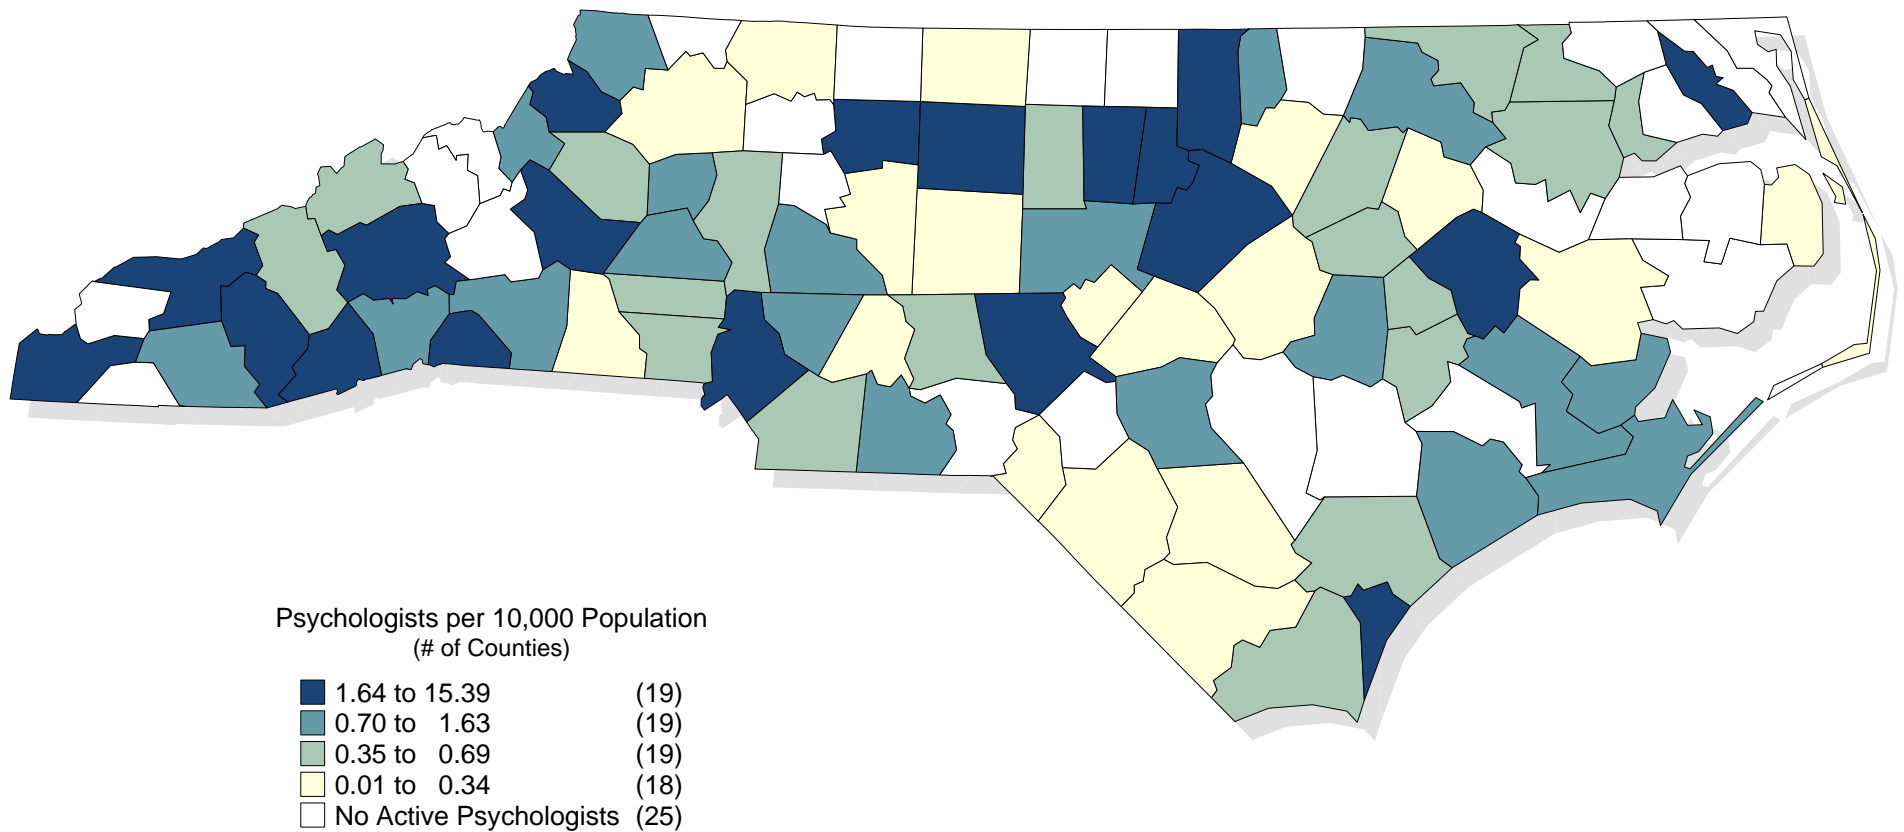 Psychologists per 10,000 Population
(# of Counties)
1.64 to 15.39 (19)
0.70 to 1.63 (19)
0.35 to 0.69 (19)
0.01 to 0.34 (18)
No Active Psychologists (25)